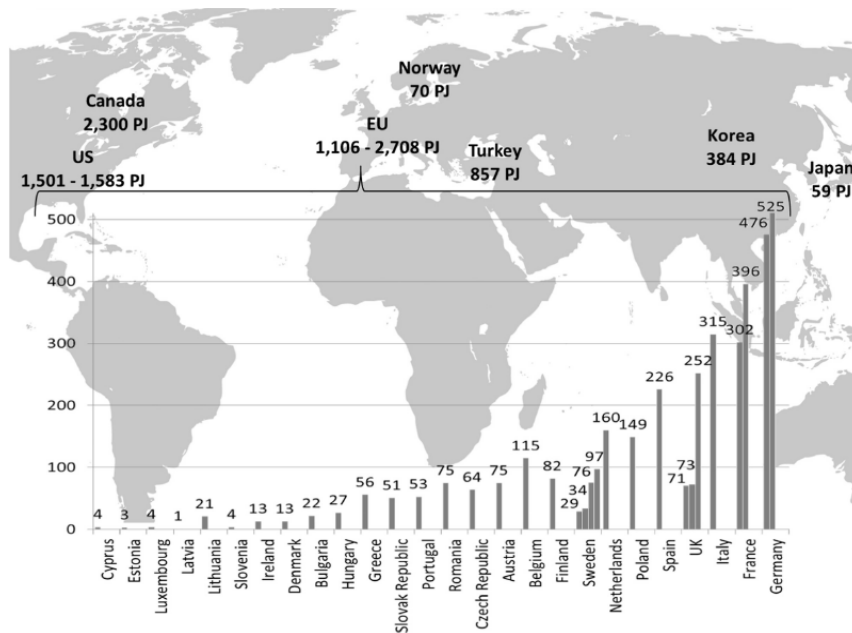 Norway
70 PJ
Canada
2,300 PJ
EU
1,106 - 2,708 PJ
Korea
384 PJ
US
1,501 - 1,583 PJ
Turkey
857 PJ
Japan
59 PJ
500
400
300
200
100
0
4
3
4
1
21
4
13
13
22
27
56
51
53
75
64
75
115
82
29
34
76
97
160
149
226
71
73
252
315
302
396
476
525
Cyprus
Estonia
Luxembourg
Latvia
Lithuania
Slovenia
Ireland
Denmark
Bulgaria
Hungary
Greece
Slovak Republic
Portugal
Romania
Czech Republic
Austria
Belgium
Finland
Sweden
Netherlands
Poland
Spain
UK
Italy
France
Germany